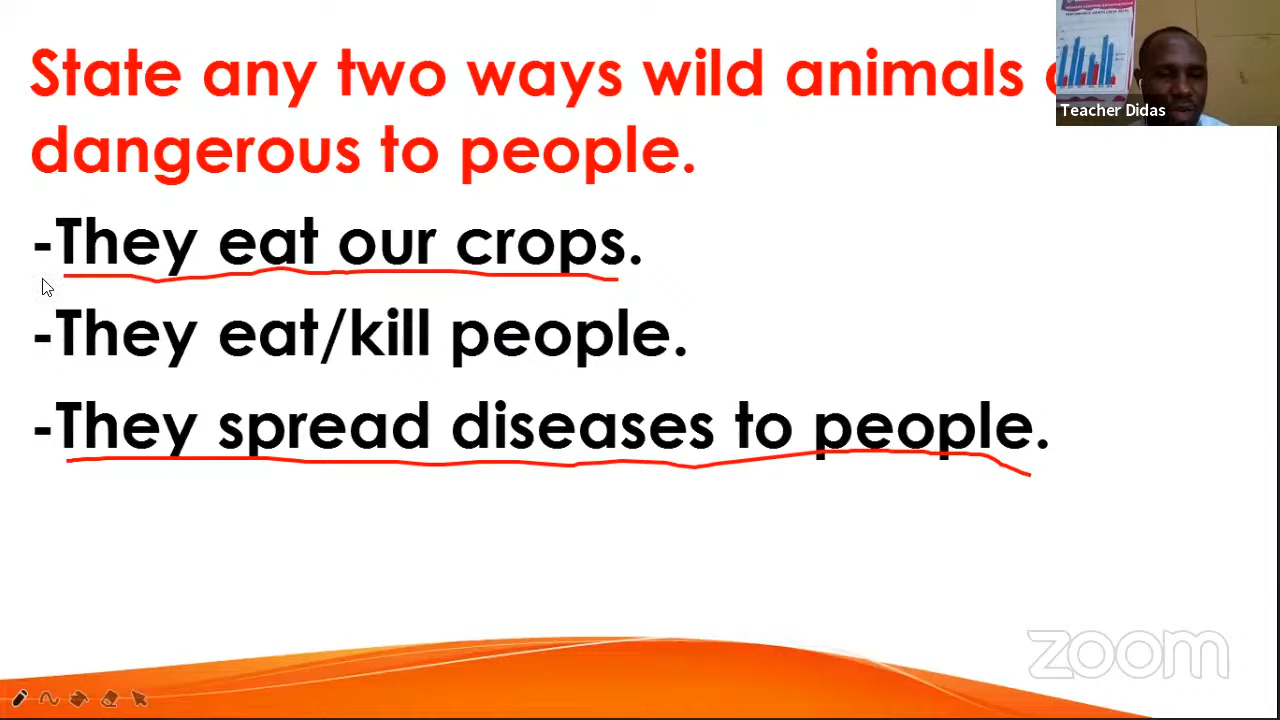 State any two ways wild animals
dangerous to people.
-They eat our crops.
-They eat/kill people.
-They spread diseases to people.
Teacher Didas
zoom